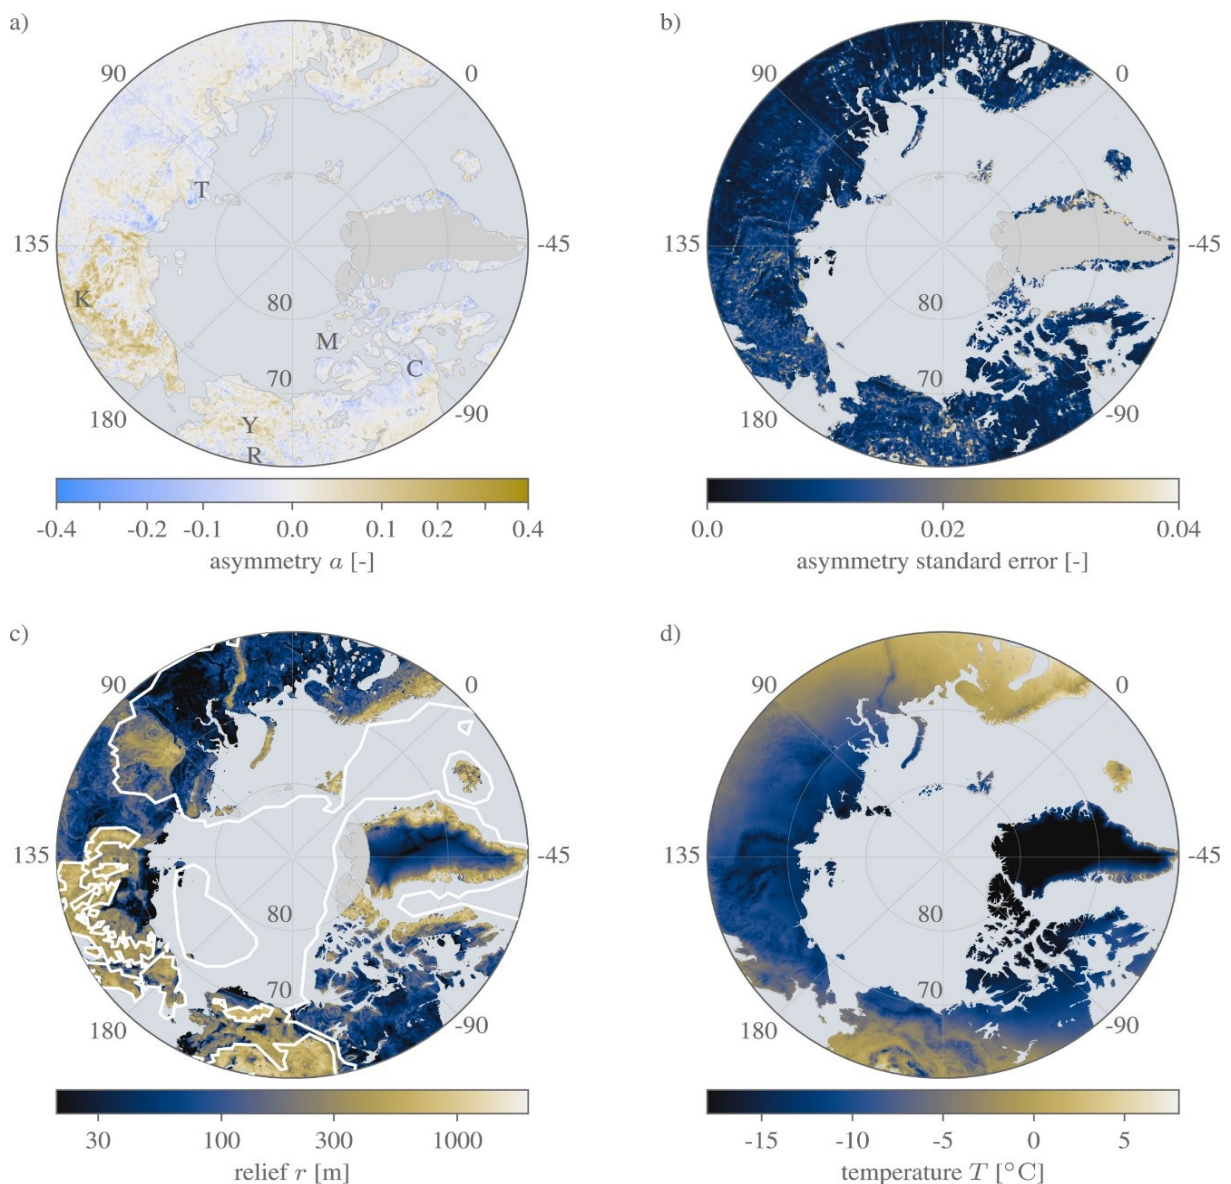 a)
90
0
135
-45
T
K
80
M
C
70
180
Y
R
-90
-0.4 -0.2 -0.1 0.0 0.1 0.2 0.4
asymmetry a [-]
b)
90
0
135
-45
80
70
180
-90
0.0 0.02 0.04
asymmetry standard error [-]
c)
90
0
135
-45
80
70
180
-90
30 100 300 1000
relief r [m]
d)
90
0
135
-45
80
70
180
-90
-15 -10 -5 0 5
temperature T [°C]